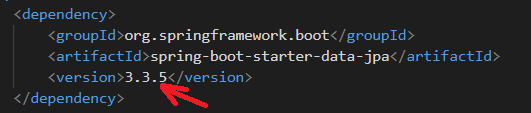 <dependency>
<groupId>org.springframework.boot</groupId>
<artifactId>spring-boot-starter-data-jpa</artifactId>
<version>3.3.5</version>
</dependency>